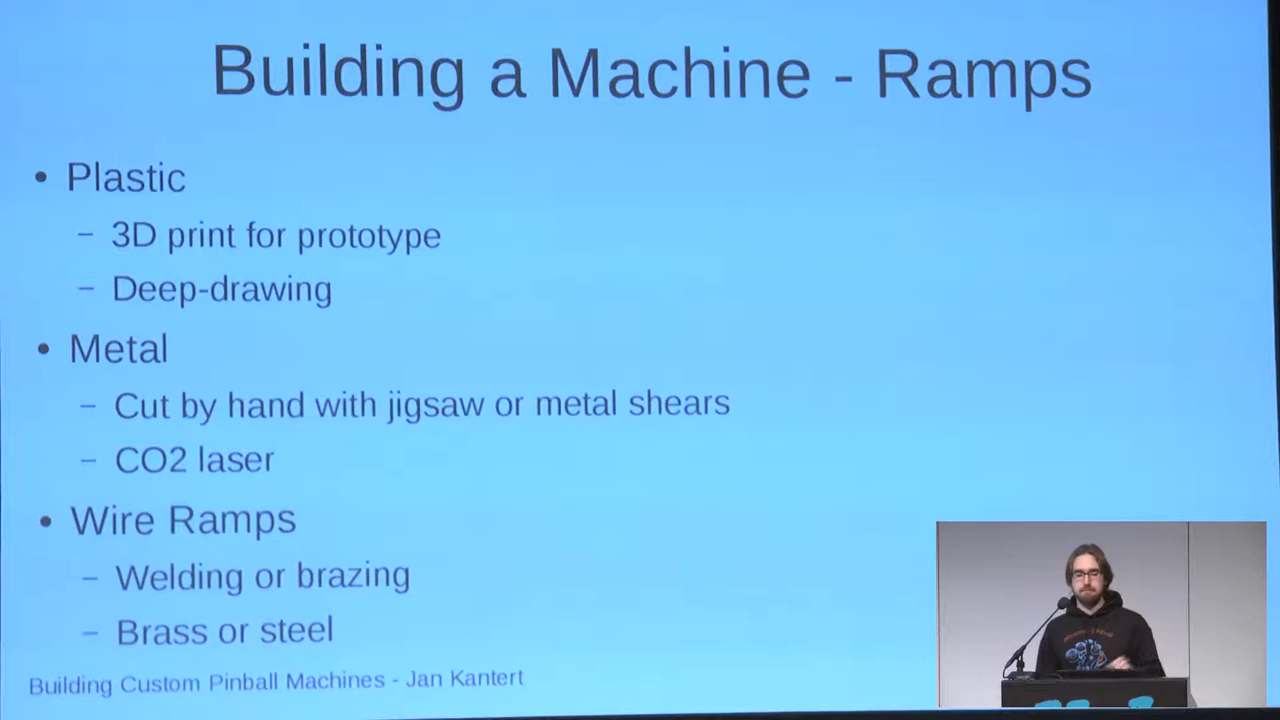 Building a Machine - Ramps
• Plastic
– 3D print for prototype
– Deep-drawing
• Metal
– Cut by hand with jigsaw or metal shears
– CO2 laser
• Wire Ramps
– Welding or brazing
– Brass or steel
Building Custom Pinball Machines - Jan Kantert